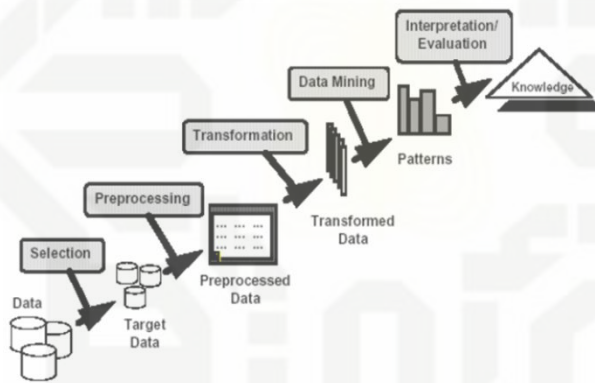 Interpretation/
Evaluation
Data Mining
Knowledge
Transformation
Patterns
Preprocessing
Transformed
Data
Selection
Preprocessed
Data
Data
Target
Data